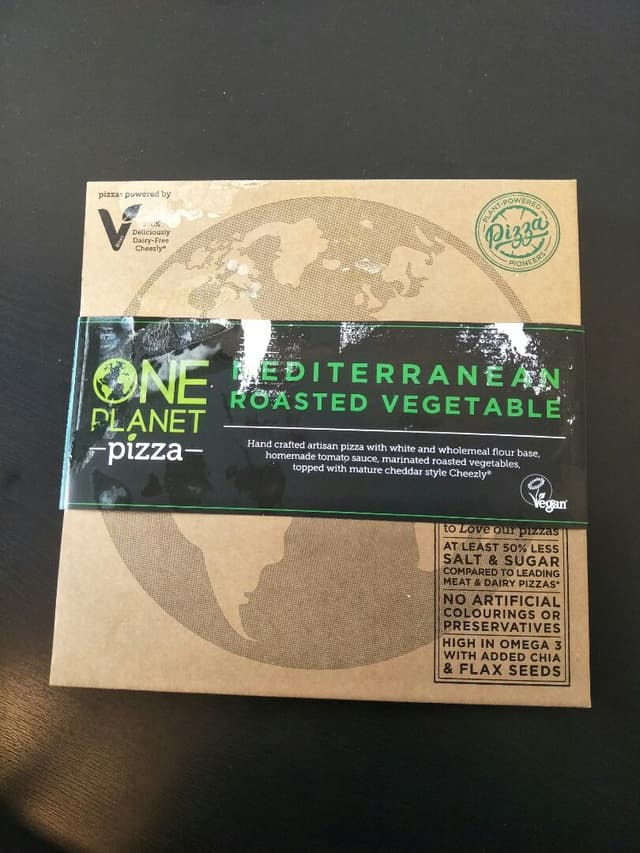 pizzas powered by
Deliciously
Dairy-Free
Cheezly®
PLANT-POWERED
Pizza
PIONEERS
ONE
PLANET
pizza
MEDITERRANEAN
ROASTED VEGETABLE
Hand crafted artisan pizza with white and wholemeal flour base,
homemade tomato sauce, marinated roasted vegetables,
topped with mature cheddar style Cheezly®
Vegan
to Love our pizzas
AT LEAST 50% LESS
SALT & SUGAR
COMPARED TO LEADING
MEAT & DAIRY PIZZAS*
NO ARTIFICIAL
COLOURINGS OR
PRESERVATIVES
HIGH IN OMEGA 3
WITH ADDED CHIA
& FLAX SEEDS